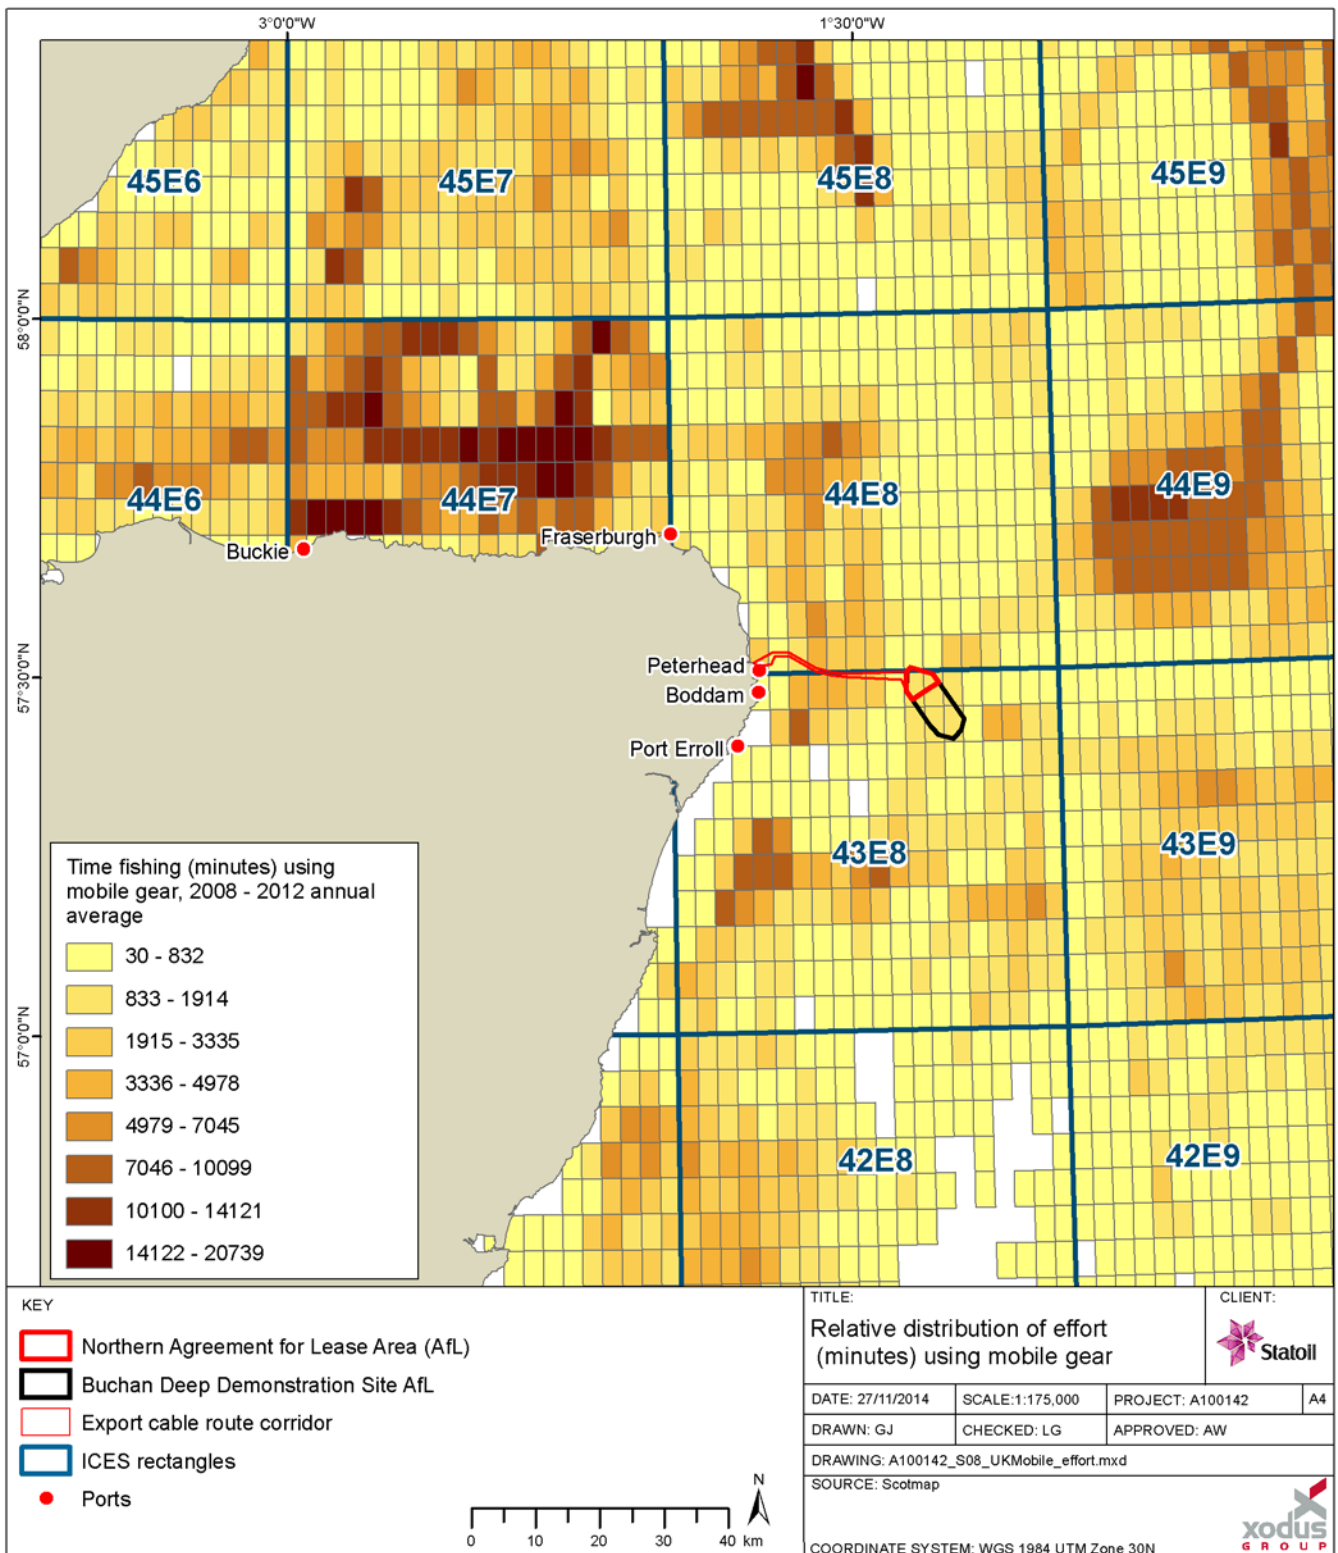 3°0'0"W
1°30'0"W
45E6
45E7
45E8
45E9
58°0'0"N
44E6
44E7
44E8
44E9
Buckie
Fraserburgh
57°30'0"N
Peterhead
Boddam
Port Erroll
43E8
43E9
57°0'0"N
42E8
42E9
Time fishing (minutes) using
mobile gear, 2008 - 2012 annual
average
30 - 832
833 - 1914
1915 - 3335
3336 - 4978
4979 - 7045
7046 - 10099
10100 - 14121
14122 - 20739
KEY
Northern Agreement for Lease Area (AfL)
Buchan Deep Demonstration Site AfL
Export cable route corridor
ICES rectangles
Ports
N
0 10 20 30 40 km
TITLE:
Relative distribution of effort
(minutes) using mobile gear
CLIENT:
Statoil
DATE: 27/11/2014
SCALE:1:175,000
PROJECT: A100142
A4
DRAWN: GJ
CHECKED: LG
APPROVED: AW
DRAWING: A100142_S08_UKMobile_effort.mxd
SOURCE: Scotmap
COORDINATE SYSTEM: WGS 1984 UTM Zone 30N
xodus
GROUP